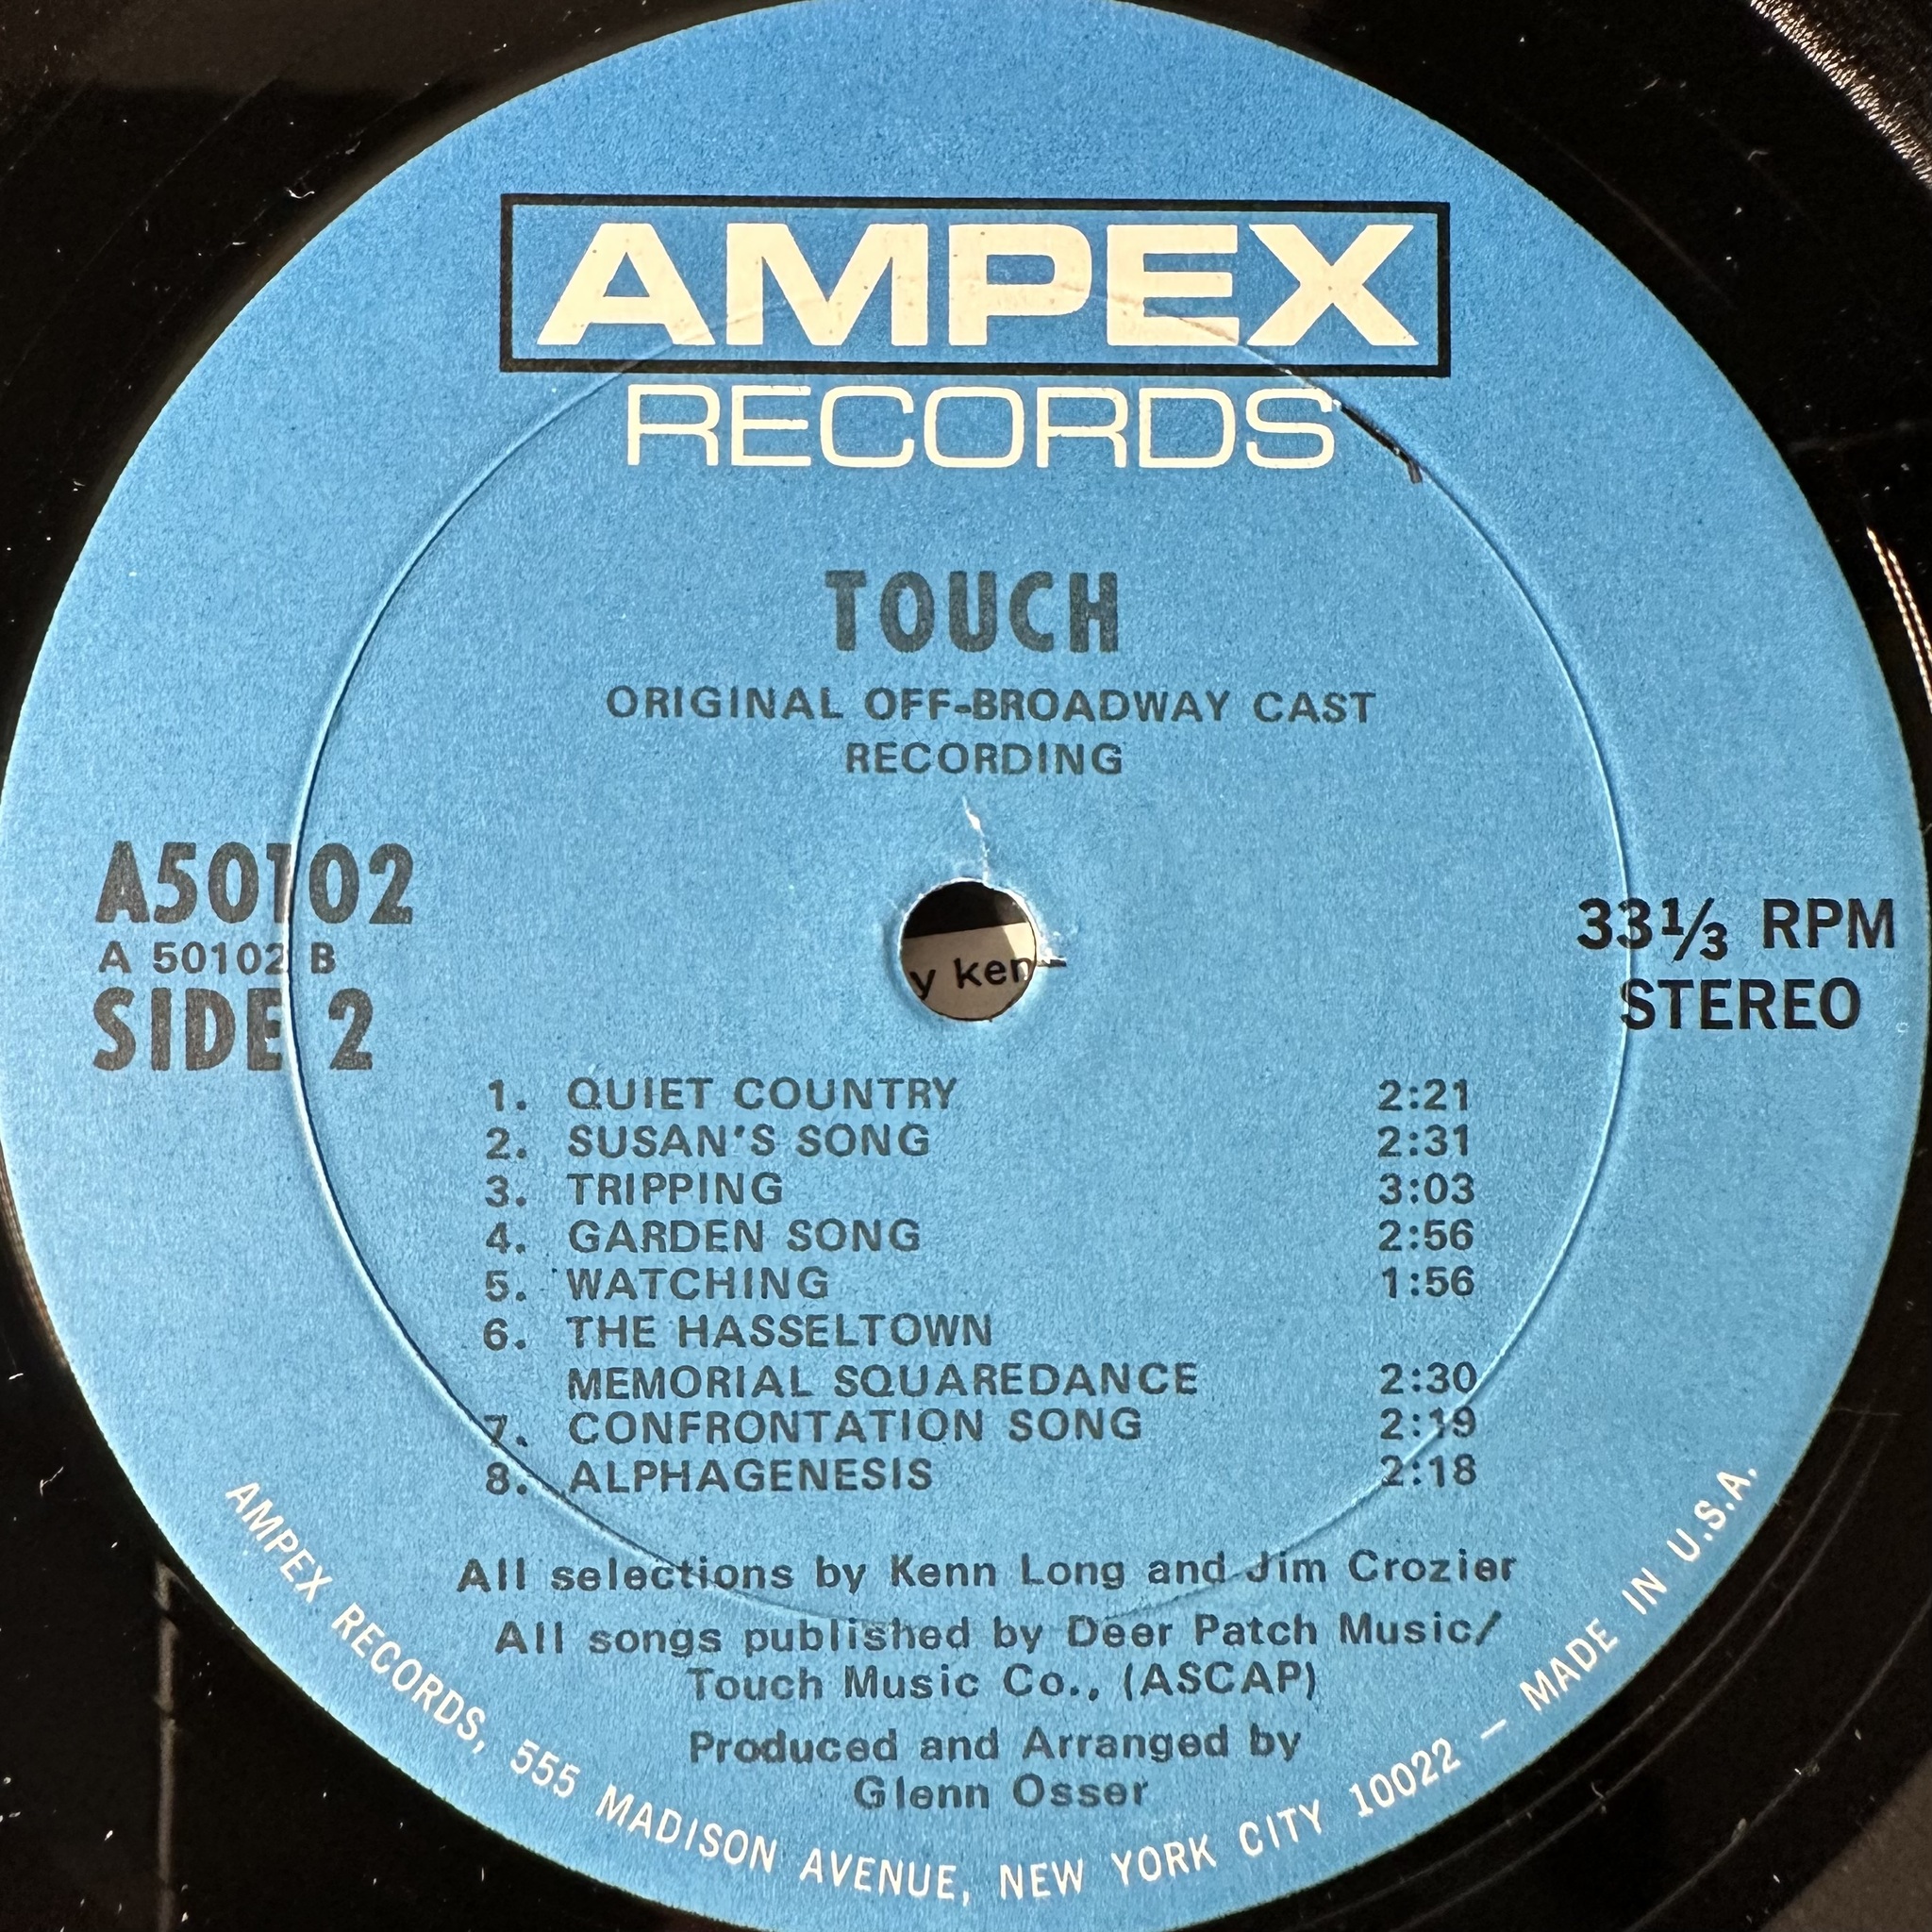 AMPEX
RECORDS
TOUCH
ORIGINAL OFF-BROADWAY CAST
RECORDING
A50102
A 50102 B
SIDE 2
33⅓ RPM
STEREO
y ken
1. QUIET COUNTRY 2:21
2. SUSAN'S SONG 2:31
3. TRIPPING 3:03
4. GARDEN SONG 2:56
5. WATCHING 1:56
6. THE HASSELTOWN
MEMORIAL SQUAREDANCE 2:30
7. CONFRONTATION SONG 2:19
8. ALPHAGENESIS 2:18
All selections by Kenn Long and Jim Crozier
All songs published by Deer Patch Music/
Touch Music Co., (ASCAP)
Produced and Arranged by
Glenn Osser
AMPEX RECORDS, 555 MADISON AVENUE, NEW YORK CITY 10022 — MADE IN U.S.A.